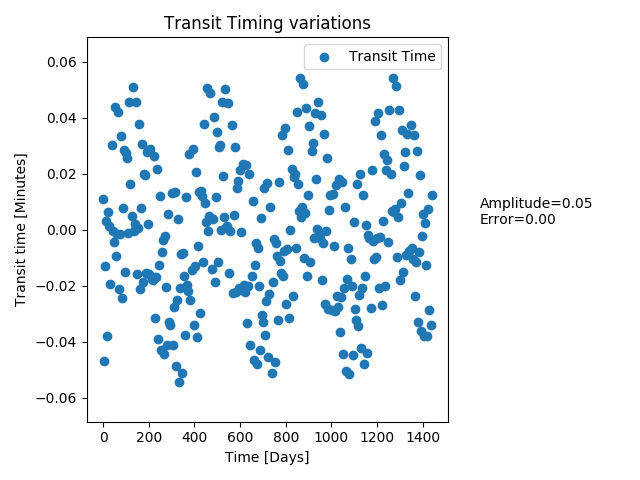 Transit Timing variations
Transit Time
Transit time [Minutes]
0.06
0.04
0.02
0.00
−0.02
−0.04
−0.06
0
200
400
600
800
1000
1200
1400
Time [Days]
Amplitude=0.05
Error=0.00